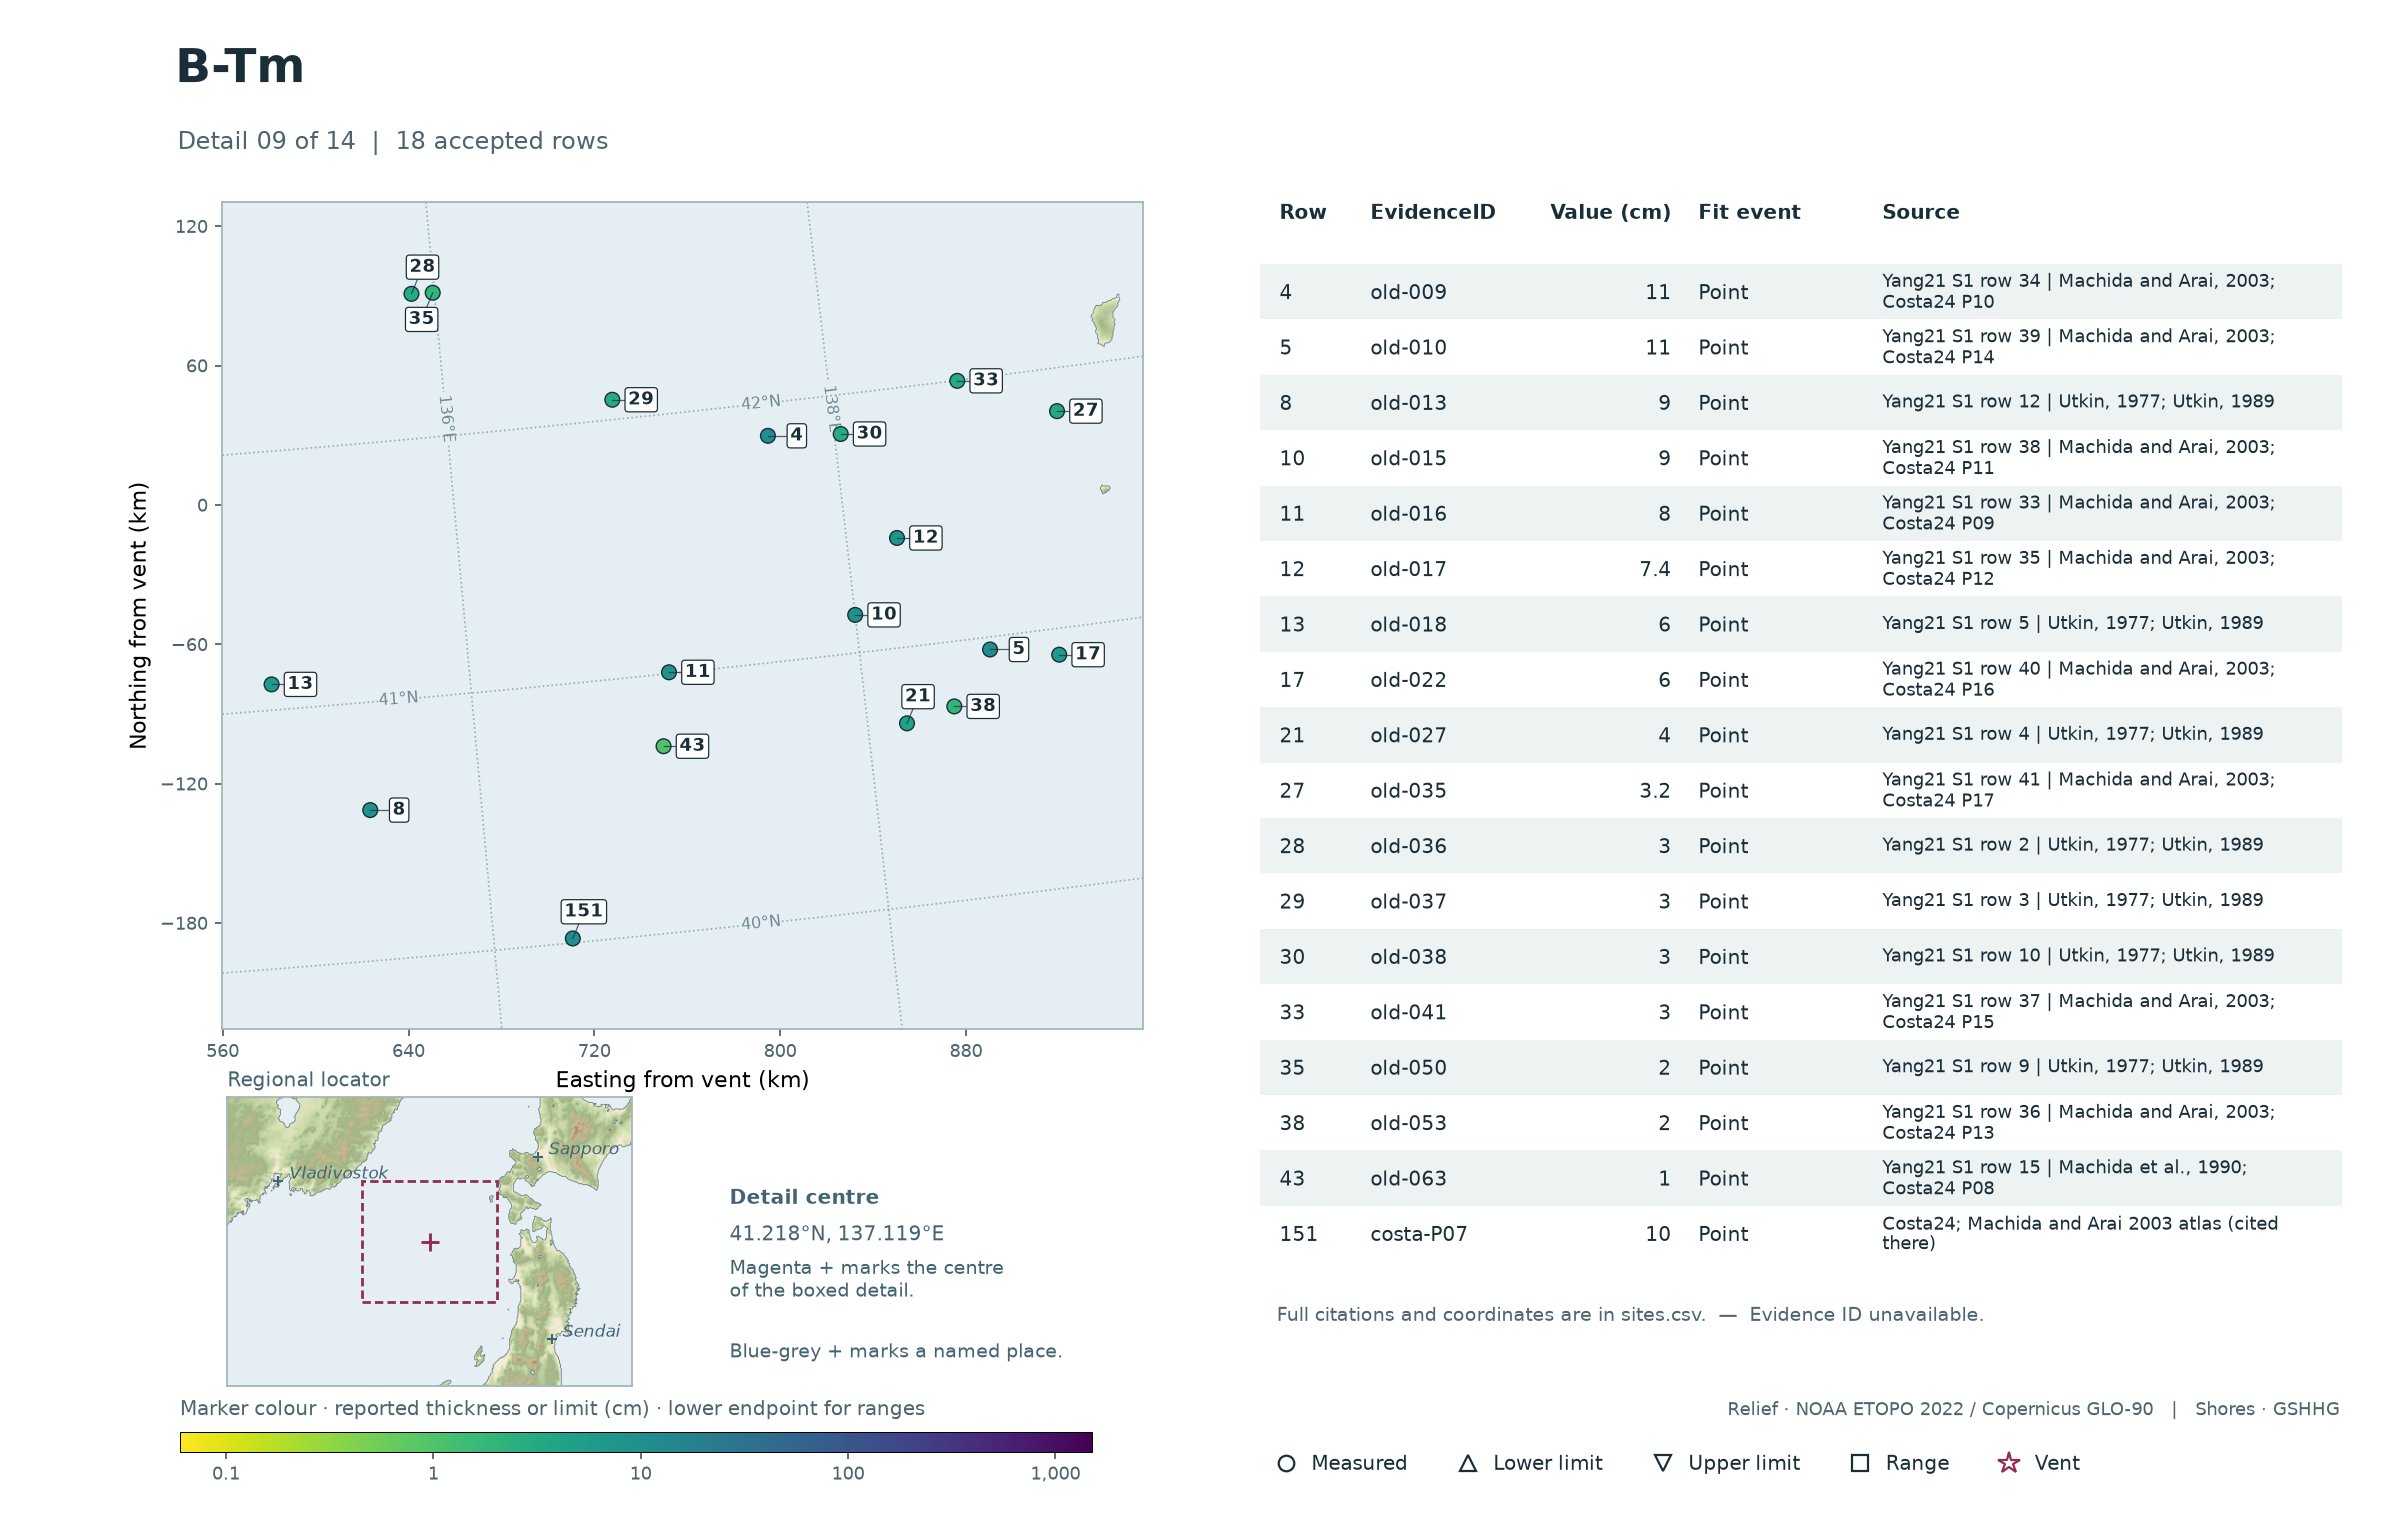 B-Tm
Detail 09 of 14 | 18 accepted rows
120
60
0
−60
−120
−180
Northing from vent (km)
28
35
29
33
27
4
30
12
10
5
17
13
11
21
38
43
8
151
136°E
138°E
42°N
41°N
40°N
560
640
720
800
880
Easting from vent (km)
Regional locator
Vladivostok
Sapporo
Sendai
Detail centre
41.218°N, 137.119°E
Magenta + marks the centre
of the boxed detail.
Blue-grey + marks a named place.
Marker colour · reported thickness or limit (cm) · lower endpoint for ranges
0.1
1
10
100
1,000
Row EvidenceID Value (cm) Fit event Source
4 old-009 11 Point Yang21 S1 row 34 | Machida and Arai, 2003;
Costa24 P10
5 old-010 11 Point Yang21 S1 row 39 | Machida and Arai, 2003;
Costa24 P14
8 old-013 9 Point Yang21 S1 row 12 | Utkin, 1977; Utkin, 1989
10 old-015 9 Point Yang21 S1 row 38 | Machida and Arai, 2003;
Costa24 P11
11 old-016 8 Point Yang21 S1 row 33 | Machida and Arai, 2003;
Costa24 P09
12 old-017 7.4 Point Yang21 S1 row 35 | Machida and Arai, 2003;
Costa24 P12
13 old-018 6 Point Yang21 S1 row 5 | Utkin, 1977; Utkin, 1989
17 old-022 6 Point Yang21 S1 row 40 | Machida and Arai, 2003;
Costa24 P16
21 old-027 4 Point Yang21 S1 row 4 | Utkin, 1977; Utkin, 1989
27 old-035 3.2 Point Yang21 S1 row 41 | Machida and Arai, 2003;
Costa24 P17
28 old-036 3 Point Yang21 S1 row 2 | Utkin, 1977; Utkin, 1989
29 old-037 3 Point Yang21 S1 row 3 | Utkin, 1977; Utkin, 1989
30 old-038 3 Point Yang21 S1 row 10 | Utkin, 1977; Utkin, 1989
33 old-041 3 Point Yang21 S1 row 37 | Machida and Arai, 2003;
Costa24 P15
35 old-050 2 Point Yang21 S1 row 9 | Utkin, 1977; Utkin, 1989
38 old-053 2 Point Yang21 S1 row 36 | Machida and Arai, 2003;
Costa24 P13
43 old-063 1 Point Yang21 S1 row 15 | Machida et al., 1990;
Costa24 P08
151 costa-P07 10 Point Costa24; Machida and Arai 2003 atlas (cited
there)
Full citations and coordinates are in sites.csv. — Evidence ID unavailable.
Relief · NOAA ETOPO 2022 / Copernicus GLO-90 | Shores · GSHHG
Measured Lower limit Upper limit Range Vent